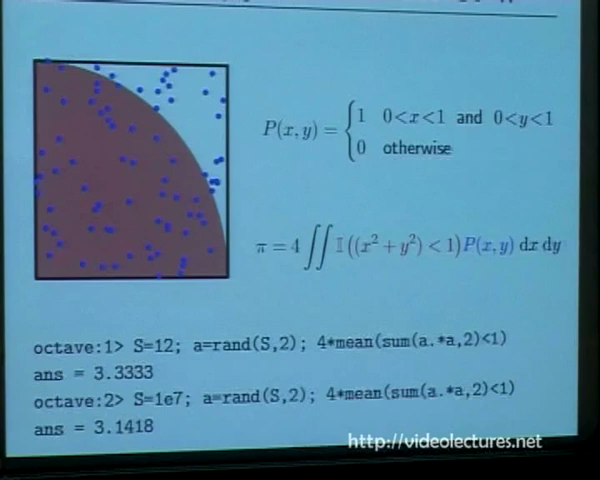 P(x, y) = { 1 0<x<1 and 0<y<1
0 otherwise
π = 4 ∬ 𝕀((x² + y²) < 1) P(x, y) dx dy
octave:1> S=12; a=rand(S,2); 4*mean(sum(a.*a,2)<1)
ans = 3.3333
octave:2> S=1e7; a=rand(S,2); 4*mean(sum(a.*a,2)<1)
ans = 3.1418
http://videolectures.net